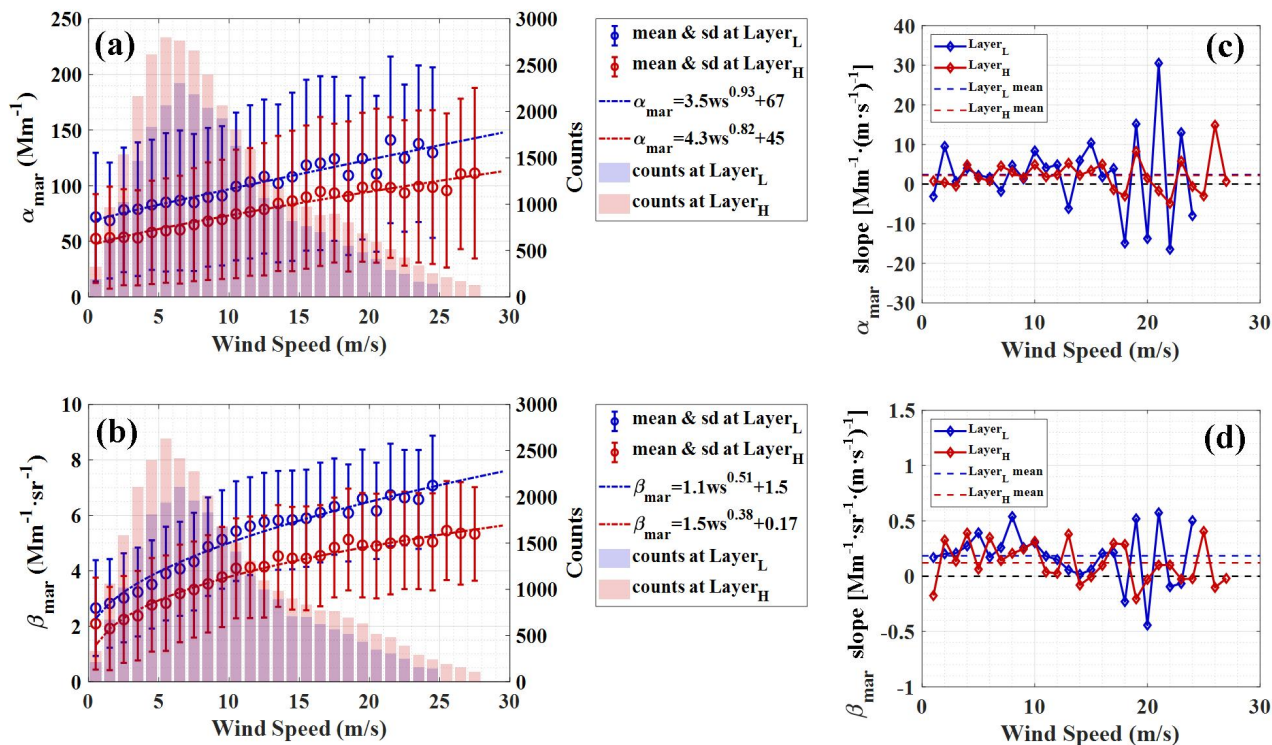 (a)
250
200
150
100
50
0
α_mar (Mm⁻¹)
3000
2500
2000
1500
1000
500
0
Counts
0 5 10 15 20 25 30
Wind Speed (m/s)
mean & sd at Layer_L
mean & sd at Layer_H
α_mar=3.5ws^0.93+67
α_mar=4.3ws^0.82+45
counts at Layer_L
counts at Layer_H
(c)
40
30
20
10
0
-10
-20
-30
α_mar slope [Mm⁻¹·(m·s⁻¹)⁻¹]
Layer_L
Layer_H
Layer_L mean
Layer_H mean
0 10 20 30
Wind Speed (m/s)
(b)
10
8
6
4
2
0
β_mar (Mm⁻¹·sr⁻¹)
3000
2500
2000
1500
1000
500
0
Counts
0 5 10 15 20 25 30
Wind Speed (m/s)
mean & sd at Layer_L
mean & sd at Layer_H
β_mar=1.1ws^0.51+1.5
β_mar=1.5ws^0.38+0.17
counts at Layer_L
counts at Layer_H
(d)
1.5
1
0.5
0
-0.5
-1
β_mar slope [Mm⁻¹·sr⁻¹·(m·s⁻¹)⁻¹]
Layer_L
Layer_H
Layer_L mean
Layer_H mean
0 10 20 30
Wind Speed (m/s)